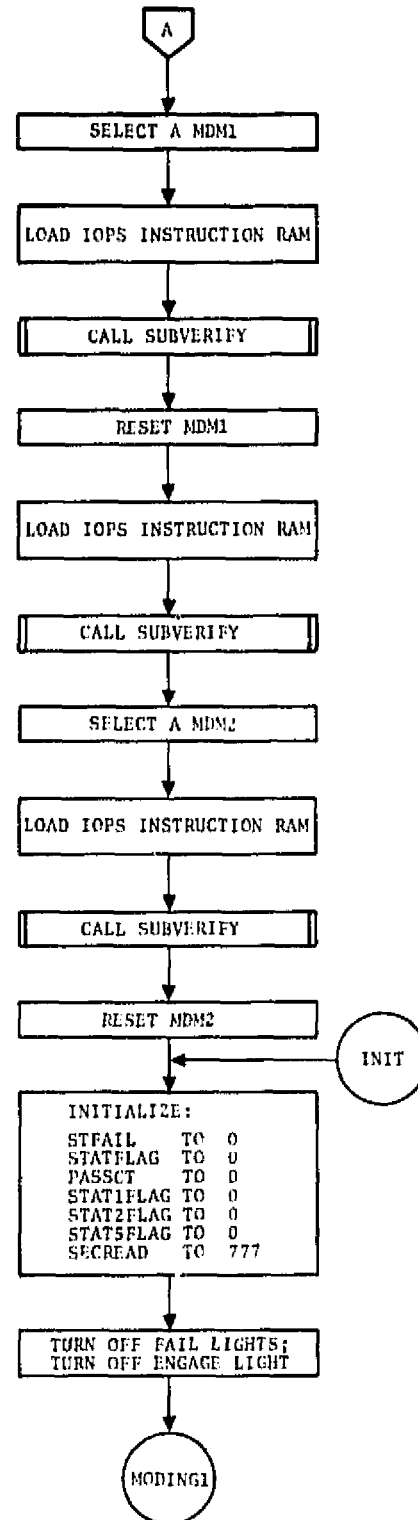 A
SELECT A MDM1
LOAD IOPS INSTRUCTION RAM
CALL SUBVERIFY
RESET MDM1
LOAD IOPS INSTRUCTION RAM
CALL SUBVERIFY
SELECT A MDM2
LOAD IOPS INSTRUCTION RAM
CALL SUBVERIFY
RESET MDM2
INIT
INITIALIZE:
STFAIL TO 0
STATFLAG TO 0
PASSCT TO 0
STAT1FLAG TO 0
STAT2FLAG TO 0
STAT5FLAG TO 0
SECREAD TO 777
TURN OFF FAIL LIGHTS;
TURN OFF ENGAGE LIGHT
MODING1